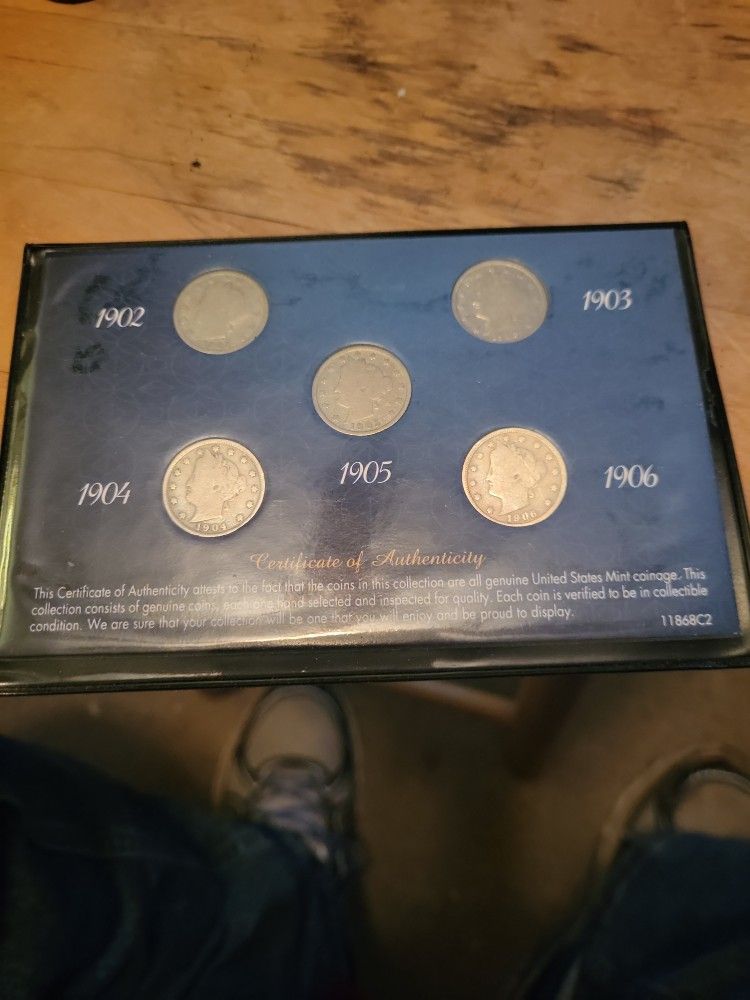 1902
1903
1905
1905
1904
1904
1906
1906
Certificate of Authenticity
This Certificate of Authenticity attests to the fact that the coins in this collection are all genuine United States Mint coinage. This
collection consists of genuine coins, each one hand selected and inspected for quality. Each coin is verified to be in collectible
condition. We are sure that your collection will be one that you will enjoy and be proud to display.
11868C2